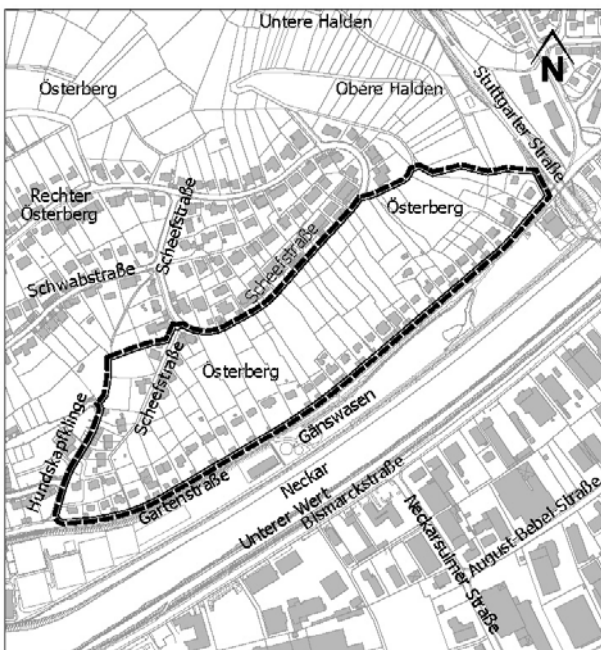 Untere Halden
N
Österberg
Obere Halden
Stuttgarter Straße
Rechter
Österberg
Scheefstraße
Österberg
Schwabstraße
Scheefstraße
Österberg
Scheefstraße
Hundskapfklinge
Gänswasen
Gartenstraße
Neckar
Unterer Wert
Bismarckstraße
Neckarsulmer Straße
August-Bebel-Straße